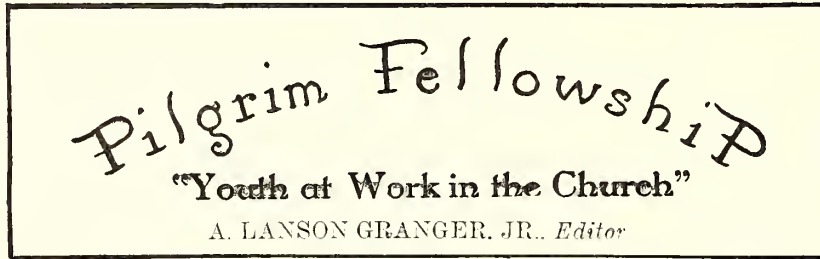 Pilgrim Fellowship
"Youth at Work in the Church"
A. LANSON GRANGER, JR., Editor